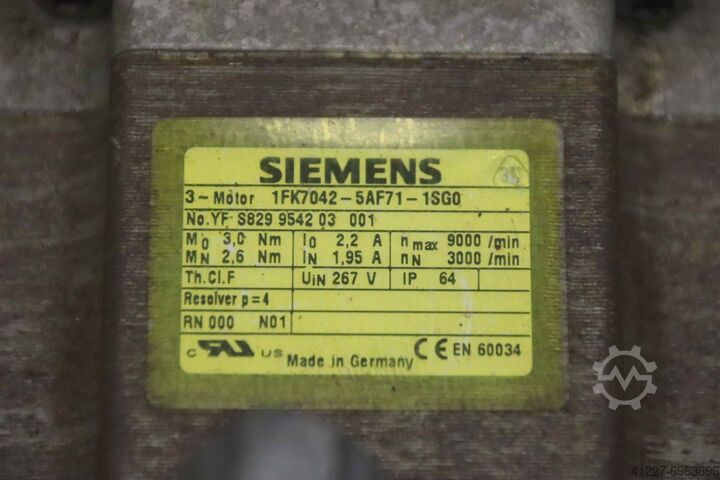 SIEMENS
3~Motor 1FK7042-5AF71-1SG0
No.YF S829 9542 03 001
M0 3,0 Nm I0 2,2 A nmax 9000 /min
MN 2,6 Nm IN 1,95 A nN 3000 /min
Th.Cl.F UIN 267 V IP 64
Resolver p=4
RN 000 N01
c RU US Made in Germany CE EN 60034
41227-6963696